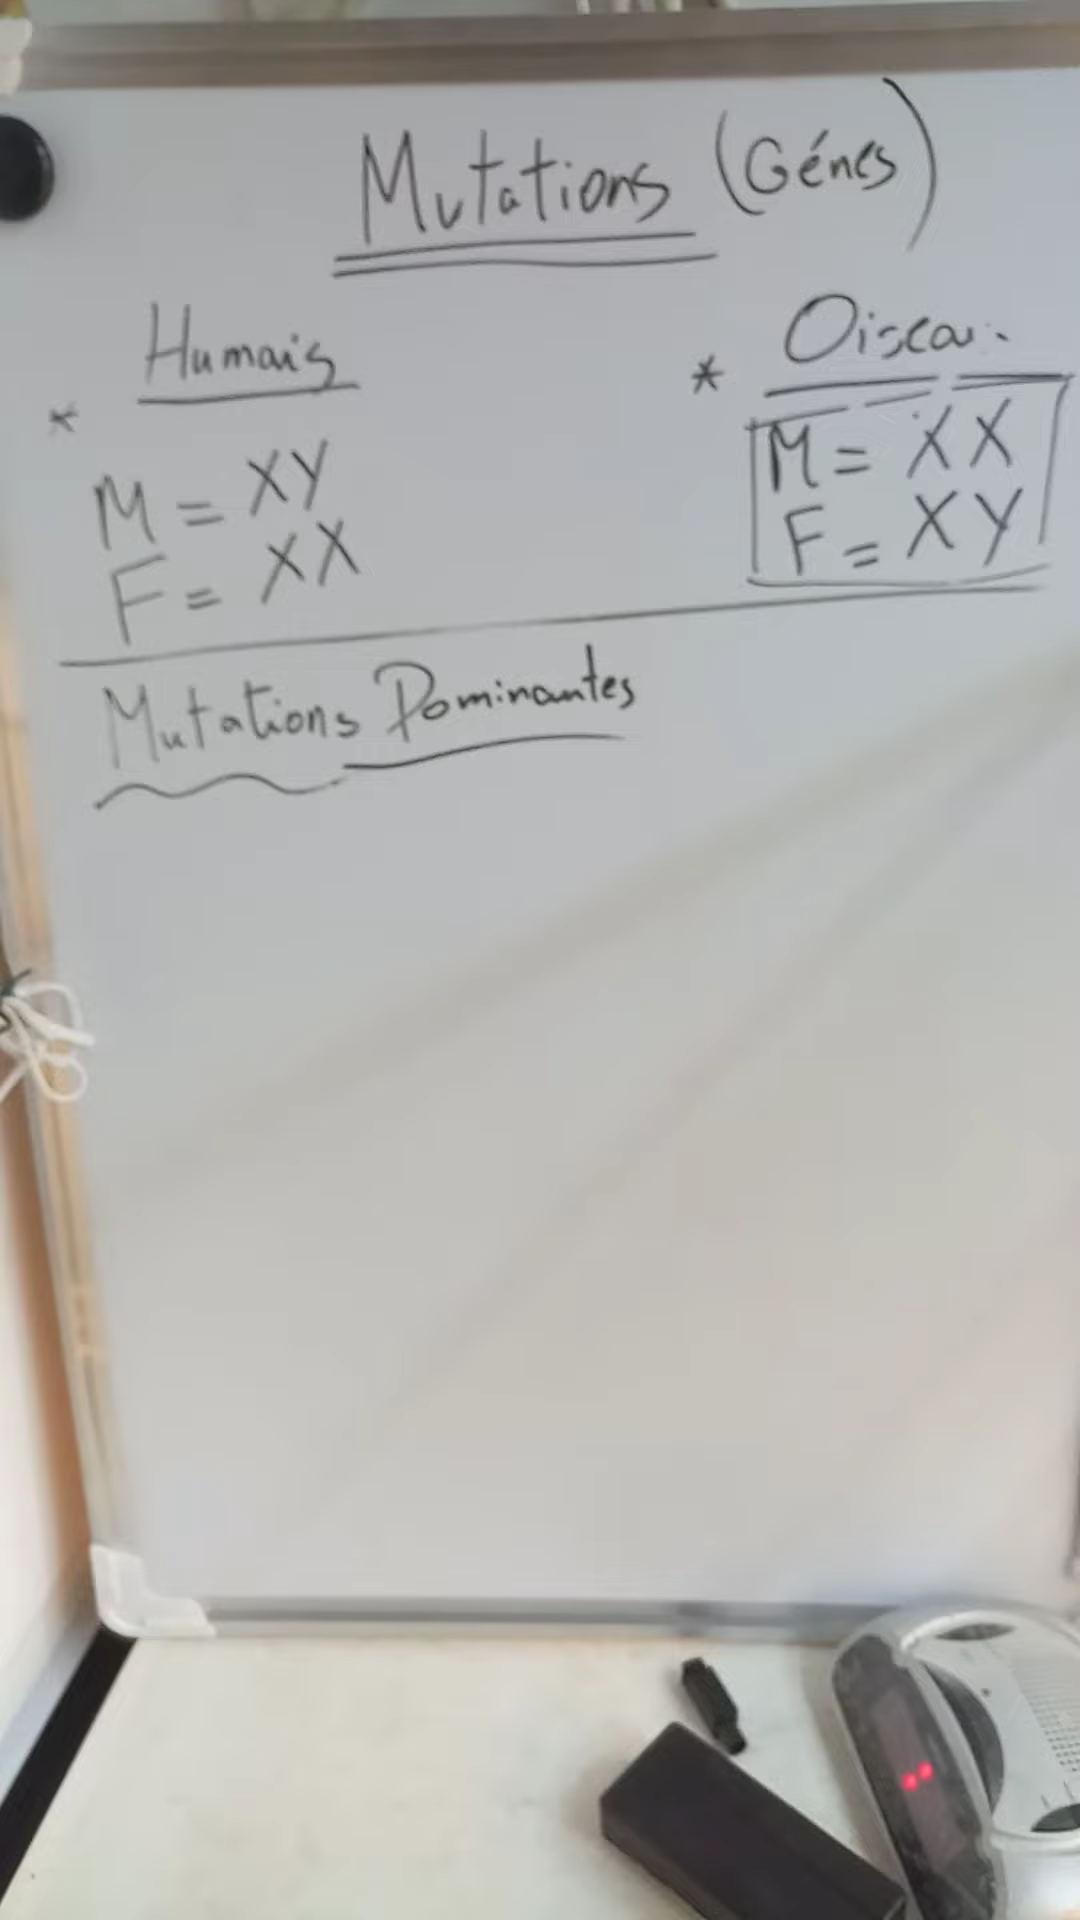 Mutations (Génes)
* Humais
M = XY
F = XX
* Oiseau.
M = XX
F = XY
Mutations Dominantes